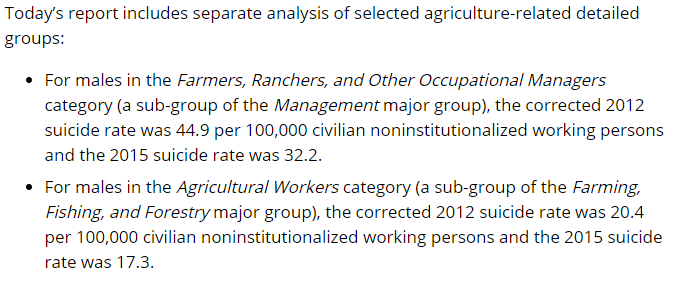 Today's report includes separate analysis of selected agriculture-related detailed
groups:
• For males in the Farmers, Ranchers, and Other Occupational Managers
category (a sub-group of the Management major group), the corrected 2012
suicide rate was 44.9 per 100,000 civilian noninstitutionalized working persons
and the 2015 suicide rate was 32.2.
• For males in the Agricultural Workers category (a sub-group of the Farming,
Fishing, and Forestry major group), the corrected 2012 suicide rate was 20.4
per 100,000 civilian noninstitutionalized working persons and the 2015 suicide
rate was 17.3.